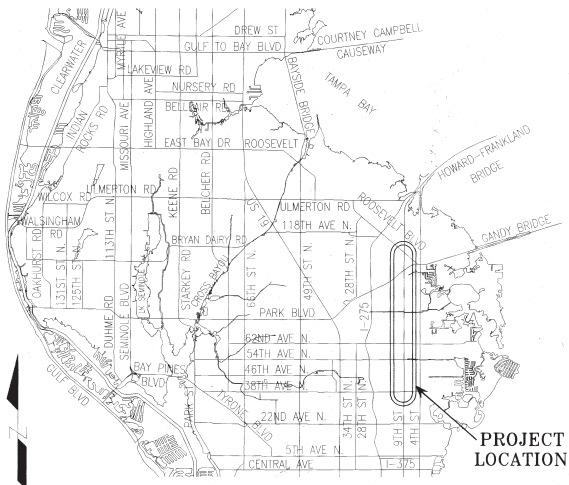 DREW ST
COURTNEY CAMPBELL
CAUSEWAY
GULF TO BAY BLVD
CLEARWATER
MYRTLE AVE
LAKEVIEW RD
HIGHLAND AVE
NURSERY RD
BAYSIDE BRIDGE
TAMPA BAY
BELLEAIR RD
INDIAN
ROCKS RD
MISSOURI AVE
EAST BAY DR
ROOSEVELT
HOWARD-FRANKLAND
BRIDGE
KEENE RD
BELCHER RD
WILCOX RD
ULMERTON RD
US 19
ULMERTON RD
ROOSEVELT BLVD
WALSINGHAM
RD
113TH ST N.
118TH AVE N.
GANDY BRIDGE
BRYAN DAIRY RD
OAKHURST RD
131ST ST N.
125TH ST N.
LK SEMINOLE
STARKEY RD
CROSS BAYOU
66TH ST N.
49TH ST N.
28TH ST N.
I-275
PARK BLVD
DUHME RD
SEMINOLE BLVD
62ND AVE N.
54TH AVE N.
46TH AVE N.
38TH AVE N.
BAY PINES
BLVD
GULF BLVD
PARK ST
TYRONE BLVD
22ND AVE N.
34TH ST N.
28TH ST N.
9TH ST
4TH ST
5TH AVE N.
CENTRAL AVE
I-375
PROJECT
LOCATION
N